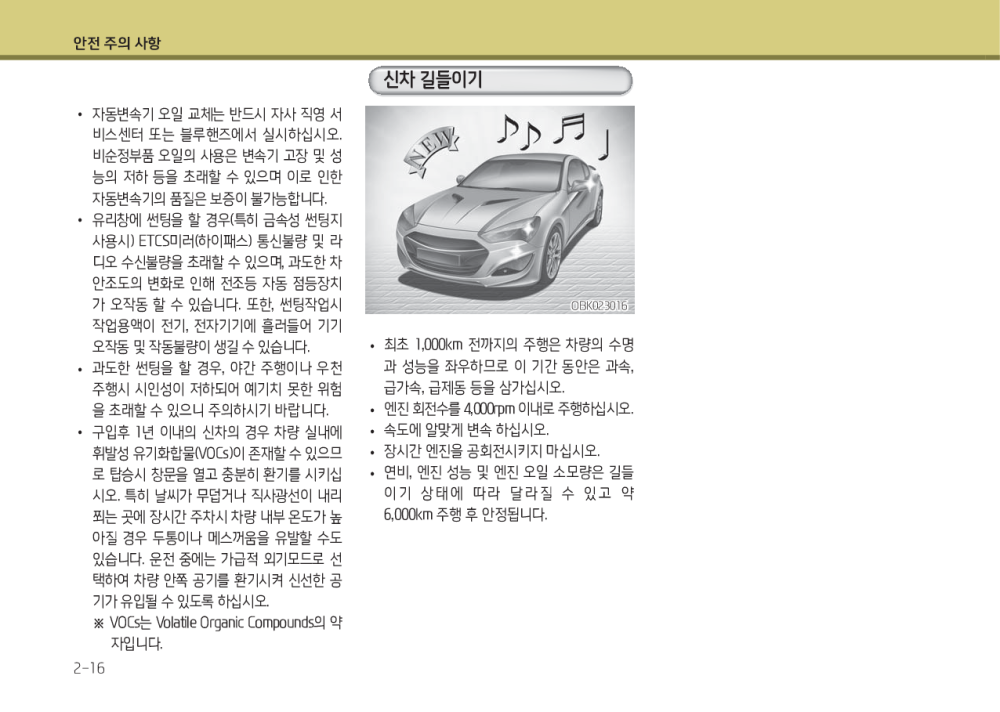 안전 주의 사항
• 자동변속기 오일 교체는 반드시 자사 직영 서
비스센터 또는 블루핸즈에서 실시하십시오.
비순정부품 오일의 사용은 변속기 고장 및 성
능의 저하 등을 초래할 수 있으며 이로 인한
자동변속기의 품질은 보증이 불가능합니다.
• 유리창에 썬팅을 할 경우(특히 금속성 썬팅지
사용시) ETCS미러(하이패스) 통신불량 및 라
디오 수신불량을 초래할 수 있으며, 과도한 차
안조도의 변화로 인해 전조등 자동 점등장치
가 오작동 할 수 있습니다. 또한, 썬팅작업시
작업용액이 전기, 전자기기에 흘러들어 기기
오작동 및 작동불량이 생길 수 있습니다.
• 과도한 썬팅을 할 경우, 야간 주행이나 우천
주행시 시인성이 저하되어 예기치 못한 위험
을 초래할 수 있으니 주의하시기 바랍니다.
• 구입후 1년 이내의 신차의 경우 차량 실내에
휘발성 유기화합물(VOCs)이 존재할 수 있으므
로 탑승시 창문을 열고 충분히 환기를 시키십
시오. 특히 날씨가 무덥거나 직사광선이 내리
쬐는 곳에 장시간 주차시 차량 내부 온도가 높
아질 경우 두통이나 메스꺼움을 유발할 수도
있습니다. 운전 중에는 가급적 외기모드로 선
택하여 차량 안쪽 공기를 환기시켜 신선한 공
기가 유입될 수 있도록 하십시오.
※ VOCs는 Volatile Organic Compounds의 약
자입니다.
2-16
신차 길들이기
NEW
OBK023016
• 최초 1,000km 전까지의 주행은 차량의 수명
과 성능을 좌우하므로 이 기간 동안은 과속,
급가속, 급제동 등을 삼가십시오.
• 엔진 회전수를 4,000rpm 이내로 주행하십시오.
• 속도에 알맞게 변속 하십시오.
• 장시간 엔진을 공회전시키지 마십시오.
• 연비, 엔진 성능 및 엔진 오일 소모량은 길들
이기 상태에 따라 달라질 수 있고 약
6,000km 주행 후 안정됩니다.